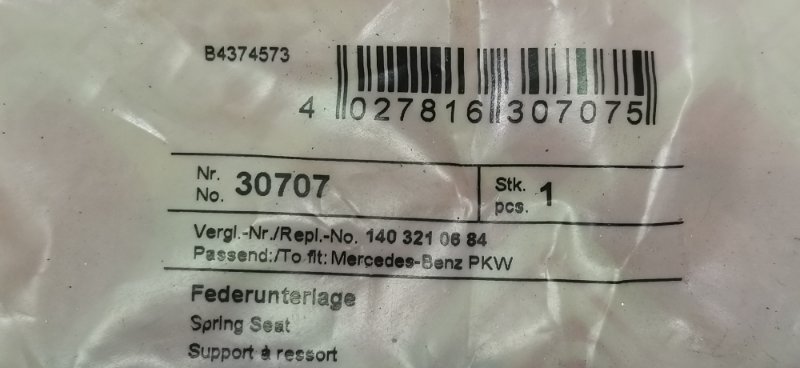 B4374573
4 027816 307075
Nr.
No. 30707
Stk.
pcs. 1
Vergl.-Nr./Repl.-No. 140 321 06 84
Passend:/To fit: Mercedes-Benz PKW
Federunterlage
Spring Seat
Support à ressort